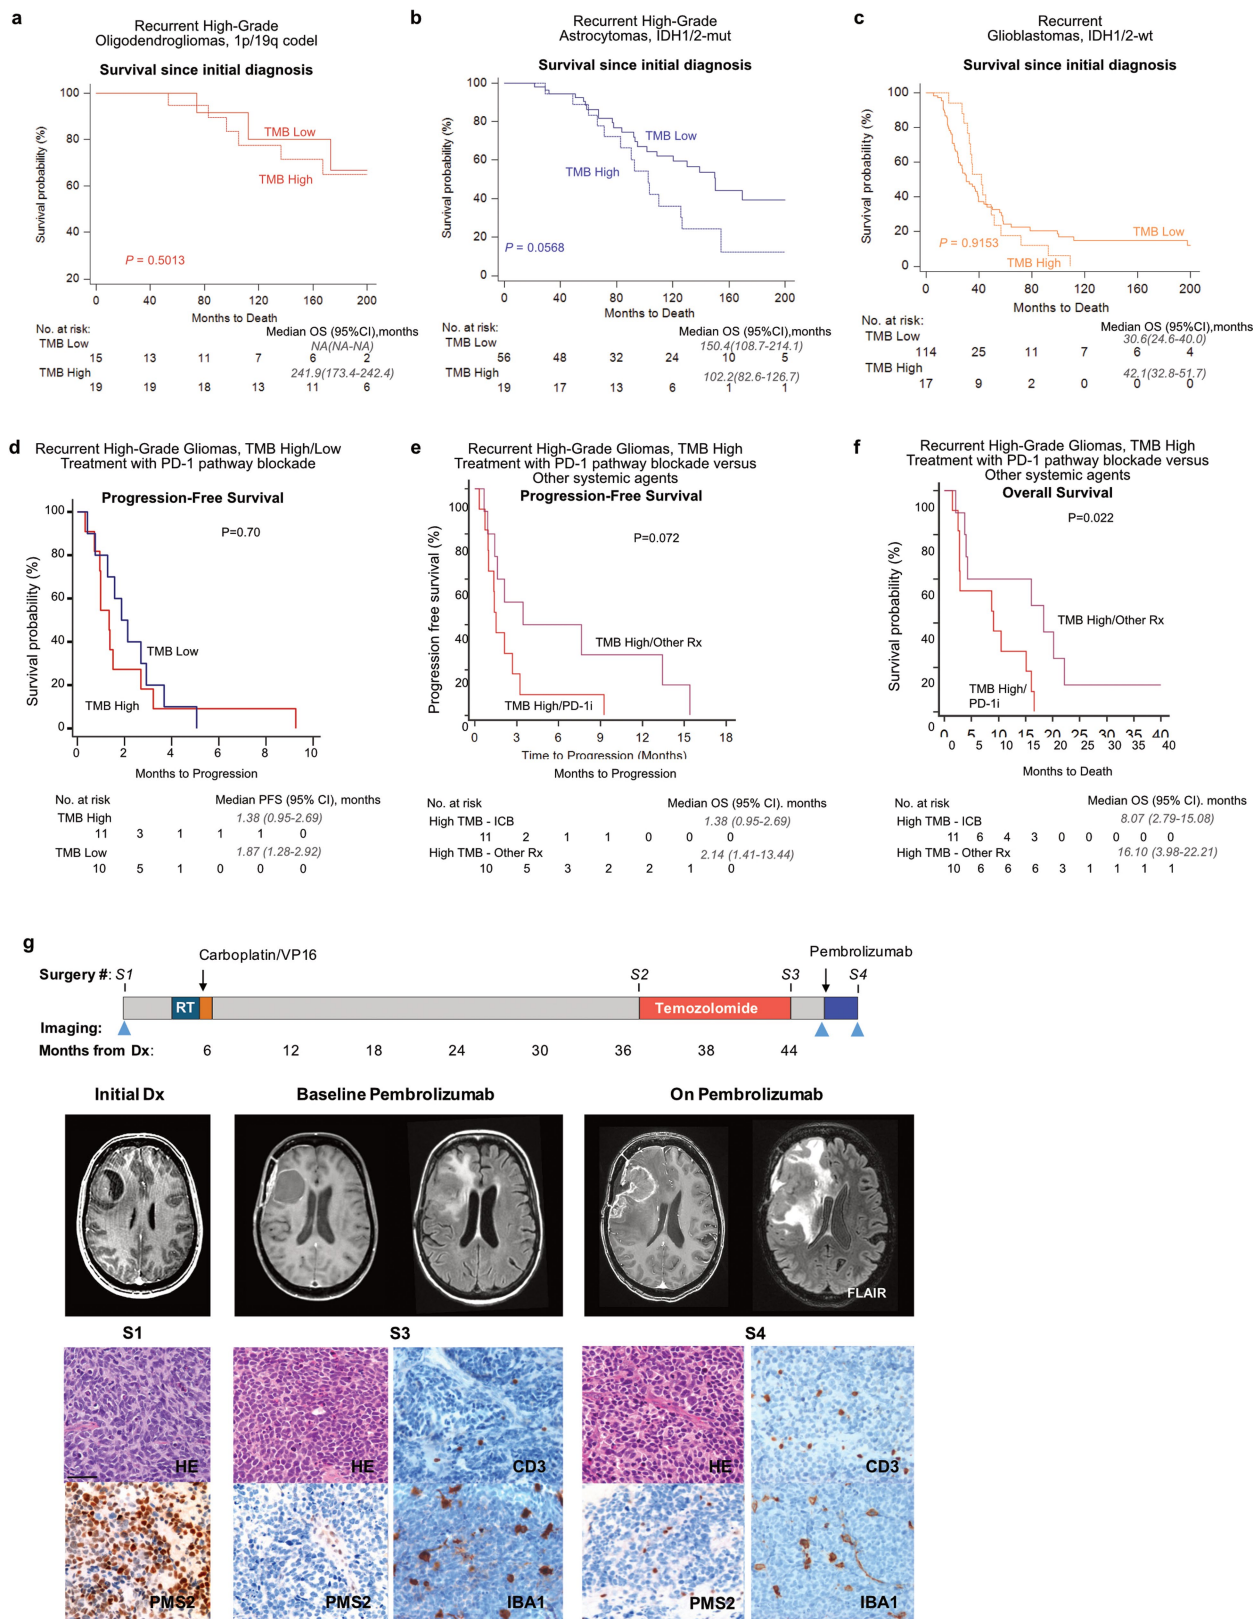 a
Recurrent High-Grade
Oligodendrogliomas, 1p/19q codel
Survival since initial diagnosis
Survival probability (%)
100
80
60
40
20
TMB Low
TMB High
P = 0.5013
0 40 80 120 160 200
Months to Death
No. at risk:
Median OS (95%CI),months
TMB Low
NA(NA-NA)
15 13 11 7 6 2
TMB High
241.9(173.4-242.4)
19 19 18 13 11 6
b
Recurrent High-Grade
Astrocytomas, IDH1/2-mut
Survival since initial diagnosis
Survival probability (%)
100
80
60
40
20
0
TMB Low
TMB High
P = 0.0568
0 40 80 120 160 200
Months to Death
No. at risk:
Median OS (95%CI),months
TMB Low
150.4(108.7-214.1)
56 48 32 24 10 5
TMB High
102.2(82.6-126.7)
19 17 13 6 1 1
c
Recurrent
Glioblastomas, IDH1/2-wt
Survival since initial diagnosis
Survival probability (%)
100
80
60
40
20
0
TMB Low
P = 0.9153
TMB High
0 40 80 120 160 200
Months to Death
No. at risk:
Median OS (95%CI),months
TMB Low
30.6(24.6-40.0)
114 25 11 7 6 4
TMB High
42.1(32.8-51.7)
17 9 2 0 0 0
d
Recurrent High-Grade Gliomas, TMB High/Low
Treatment with PD-1 pathway blockade
Progression-Free Survival
Survival probability (%)
100
80
60
40
20
0
P=0.70
TMB Low
TMB High
0 2 4 6 8 10
Months to Progression
No. at risk
Median PFS (95% CI), months
TMB High
1.38 (0.95-2.69)
11 3 1 1 1 0
TMB Low
1.87 (1.28-2.92)
10 5 1 0 0 0
e
Recurrent High-Grade Gliomas, TMB High
Treatment with PD-1 pathway blockade versus
Other systemic agents
Progression-Free Survival
Progression free survival (%)
100
80
60
40
20
0
P=0.072
TMB High/Other Rx
TMB High/PD-1i
0 3 6 9 12 15 18
Time to Progression (Months)
Months to Progression
No. at risk
Median OS (95% CI). months
High TMB - ICB
1.38 (0.95-2.69)
11 2 1 1 0 0 0
High TMB - Other Rx
2.14 (1.41-13.44)
10 5 3 2 2 1 0
f
Recurrent High-Grade Gliomas, TMB High
Treatment with PD-1 pathway blockade versus
Other systemic agents
Overall Survival
Survival probability (%)
100
80
60
40
20
0
P=0.022
TMB High/Other Rx
TMB High/
PD-1i
0 5 10 15 20 25 30 35 40
0 5 10 15 20 25 30 35 40
Months to Death
No. at risk
Median OS (95% CI). months
High TMB - ICB
8.07 (2.79-15.08)
11 6 4 3 0 0 0 0 0
High TMB - Other Rx
16.10 (3.98-22.21)
10 6 6 6 3 1 1 1 1
g
Carboplatin/VP16
Pembrolizumab
Surgery #: S1 S2 S3 S4
RT Temozolomide
Imaging:
Months from Dx: 6 12 18 24 30 36 38 44
Initial Dx
Baseline Pembrolizumab
On Pembrolizumab
FLAIR
S1
S3
S4
HE HE CD3 HE CD3
PMS2 PMS2 IBA1 PMS2 IBA1